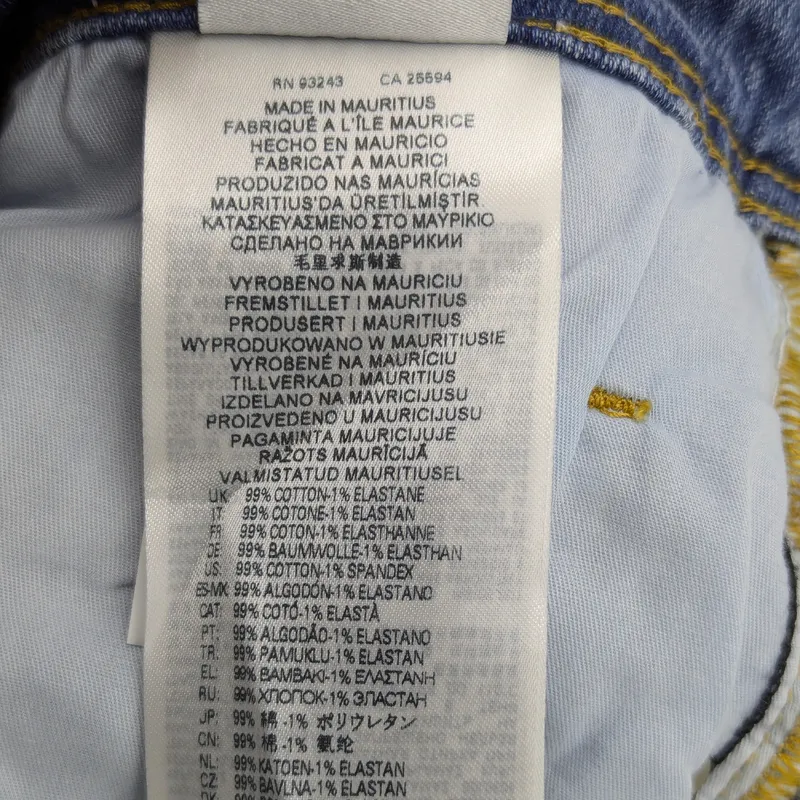 RN 93243 CA 25594
MADE IN MAURITIUS
FABRIQUÉ A L'ÎLE MAURICE
HECHO EN MAURICIO
FABRICAT A MAURICI
PRODUZIDO NAS MAURÍCIAS
MAURITIUS'DA ÜRETİLMİŞTİR
ΚΑΤΑΣΚΕΥΑΣΜΕΝΟ ΣΤΟ ΜΑΥΡΙΚΙΟ
СДЕЛАНО НА МАВРИКИИ
毛里求斯制造
VYROBENO NA MAURICIU
FREMSTILLET I MAURITIUS
PRODUSERT I MAURITIUS
WYPRODUKOWANO W MAURITIUSIE
VYROBENÉ NA MAURÍCIU
TILLVERKAD I MAURITIUS
IZDELANO NA MAVRICIJUSU
PROIZVEDENO U MAURICIJUSU
PAGAMINTA MAURICIJUJE
RAŽOTS MAURĪCIJĀ
VALMISTATUD MAURITIUSEL
UK 99% COTTON-1% ELASTANE
IT: 99% COTONE-1% ELASTAN
FR 99% COTON-1% ELASTHANNE
DE: 99% BAUMWOLLE-1% ELASTHAN
US: 99% COTTON-1% SPANDEX
ES-MX 99% ALGODÓN-1% ELASTANO
CAT: 99% COTÓ-1% ELASTÀ
PT: 99% ALGODÃO-1% ELASTANO
TR: 99% PAMUKLU-1% ELASTAN
EL: 99% ΒΑΜΒΑΚΙ-1% ΕΛΑΣΤΑΝΗ
RU: 99% ХЛОПОК-1% ЭЛАСТАН
JP: 99% 綿 -1% ポリウレタン
CN: 99% 棉 -1% 氨纶
NL: 99% KATOEN-1% ELASTAN
CZ 99% BAVLNA-1% ELASTAN